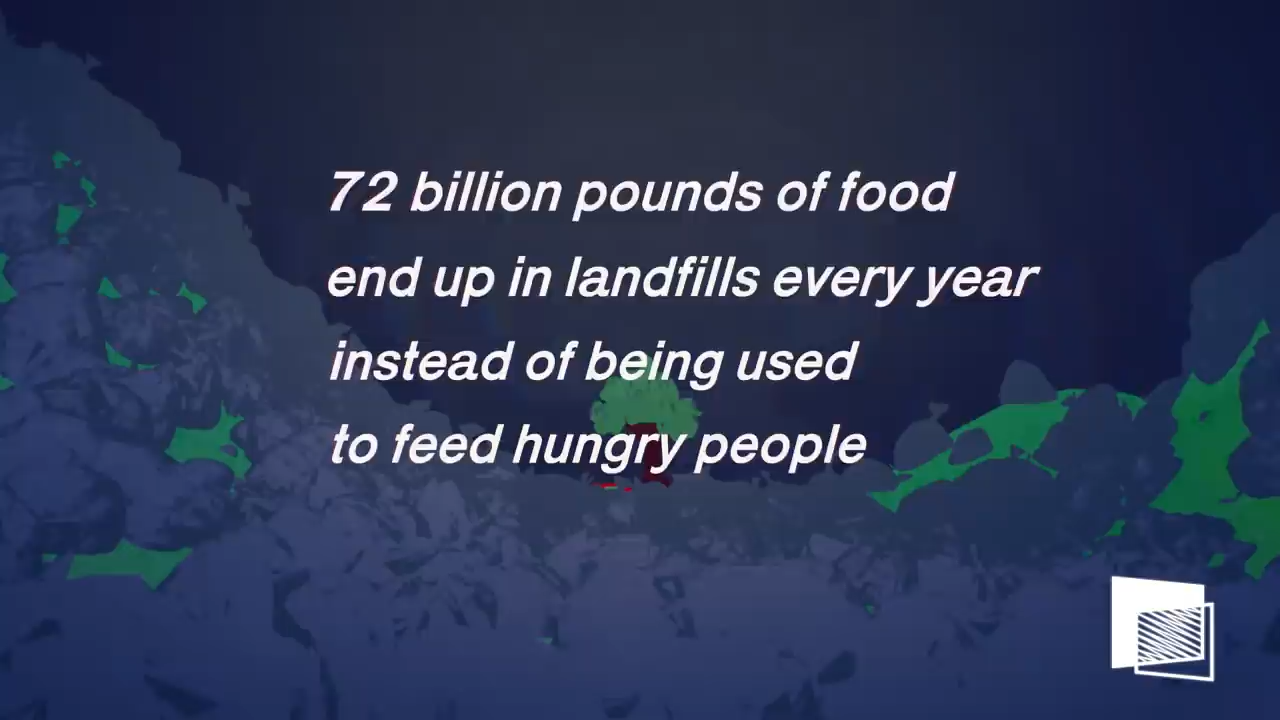 72 billion pounds of food
end up in landfills every year
instead of being used
to feed hungry people